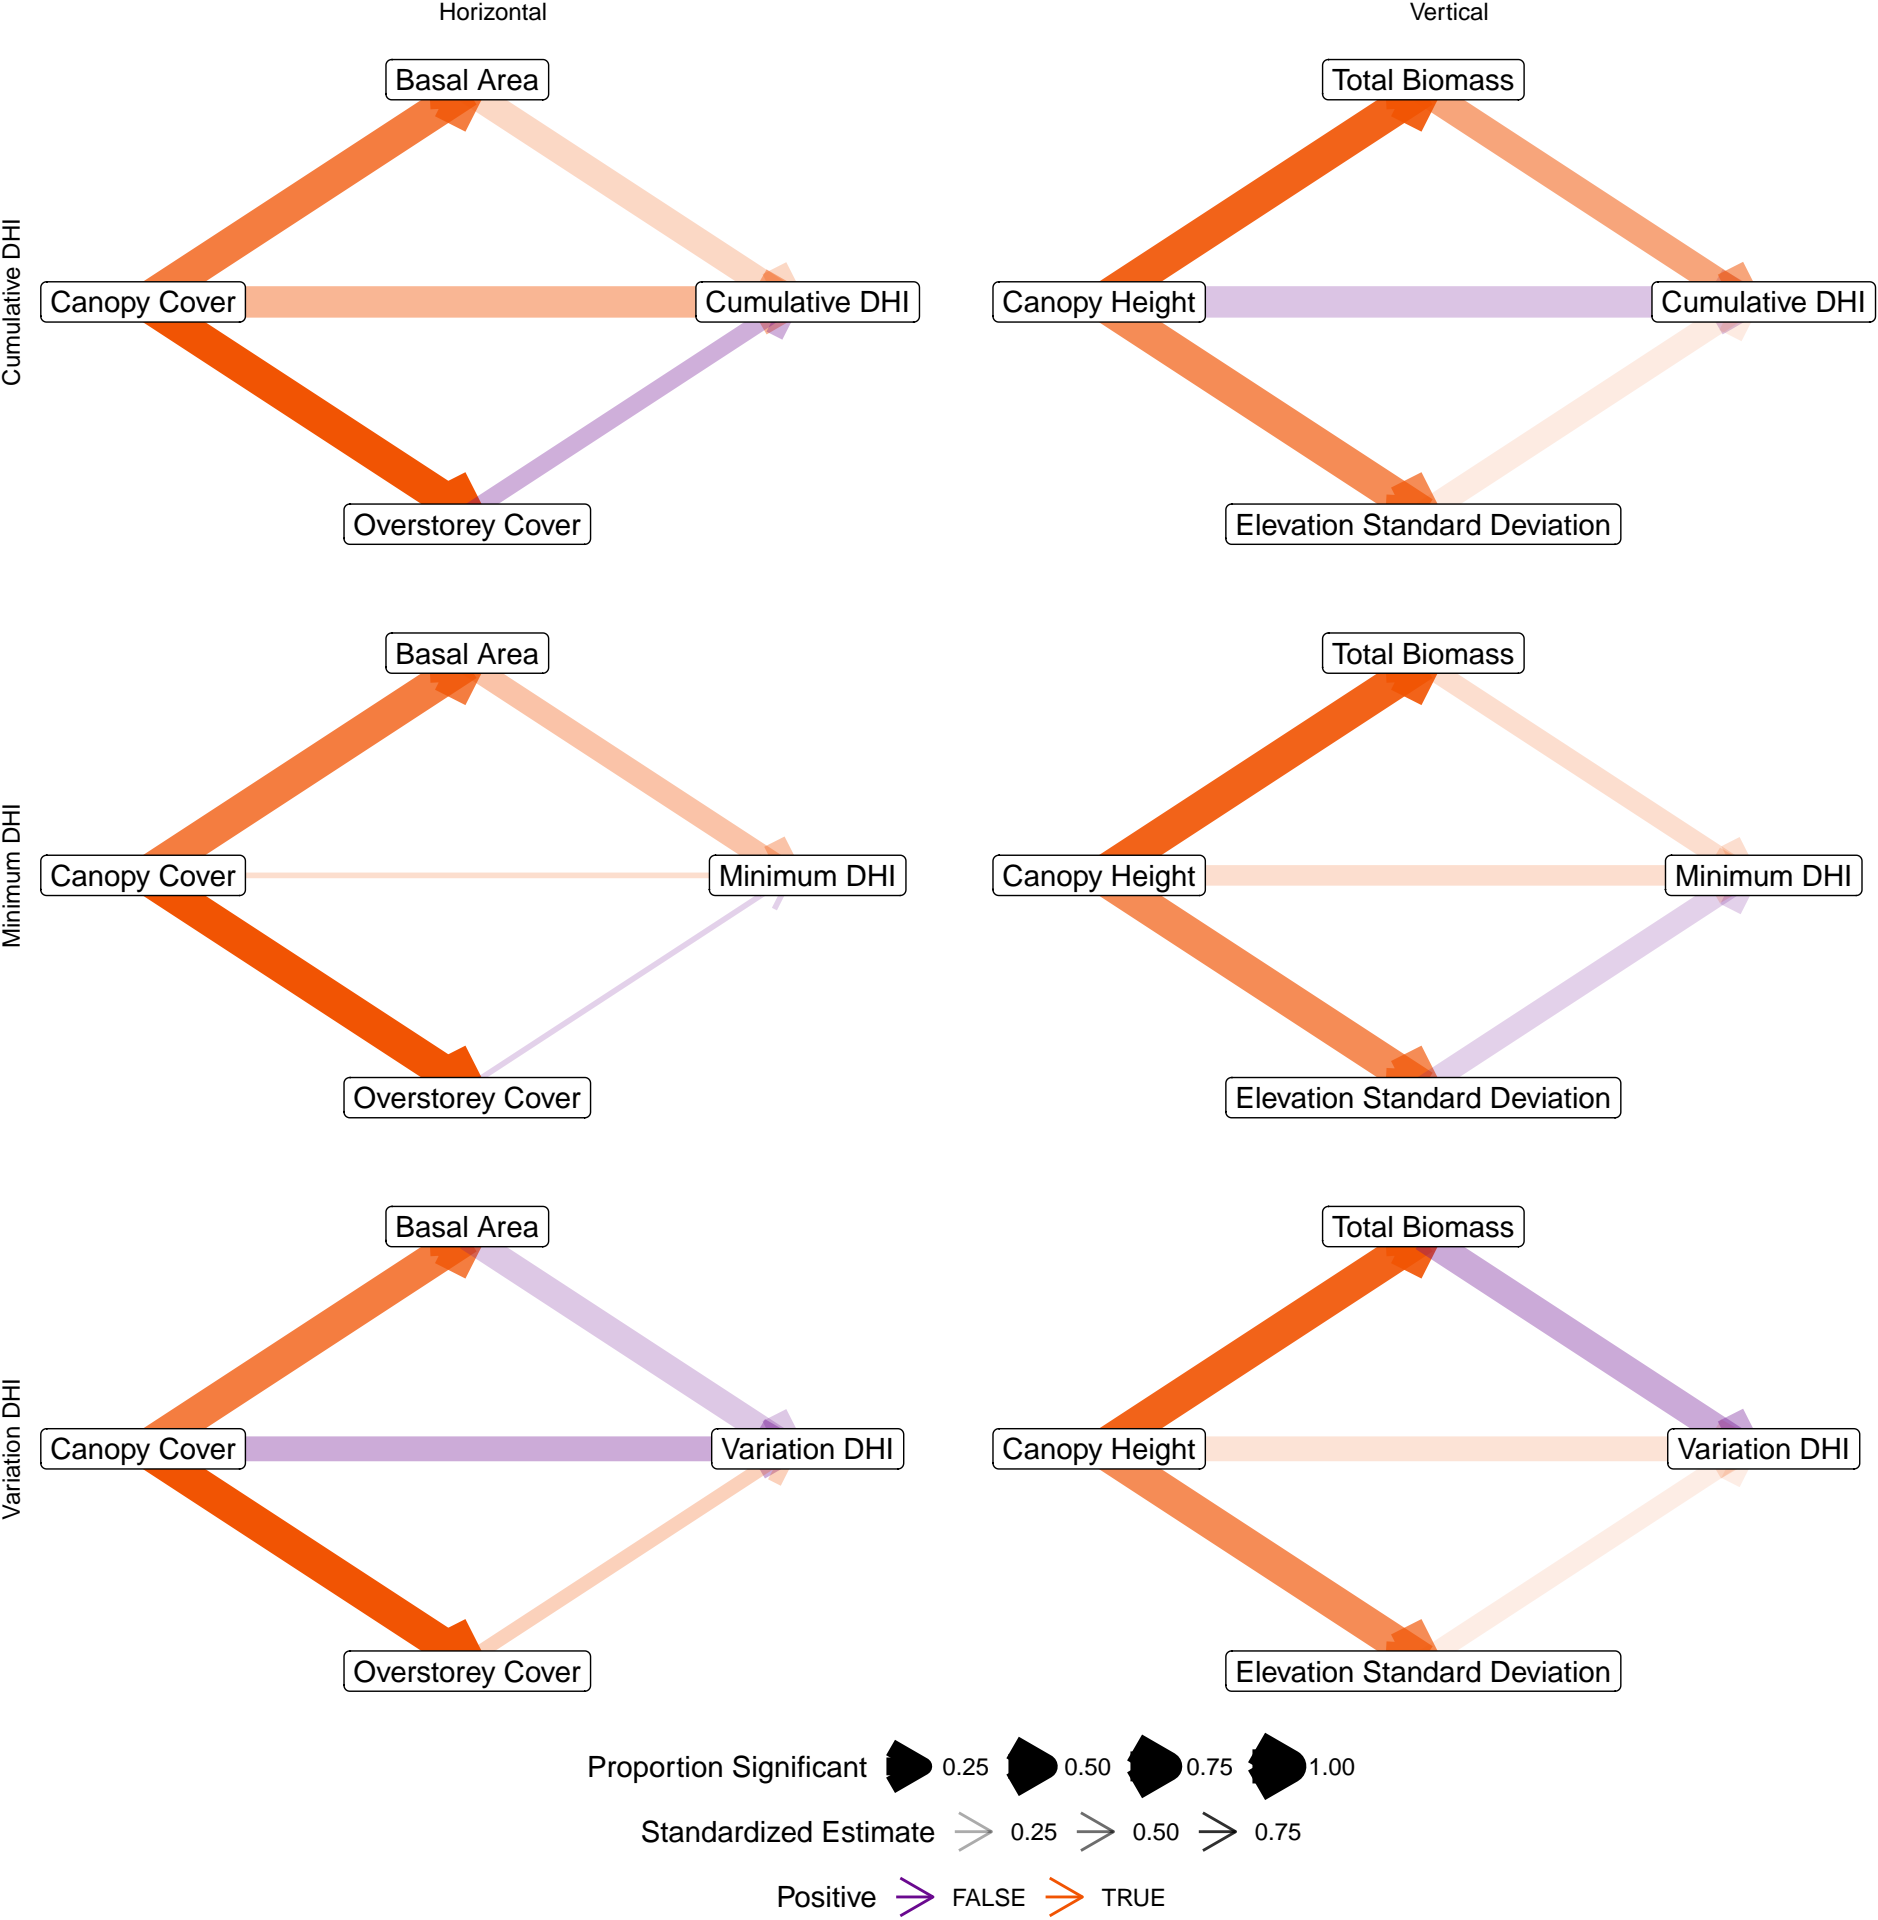 Horizontal
Vertical
Cumulative DHI
Basal Area
Total Biomass
Canopy Cover
Cumulative DHI
Canopy Height
Cumulative DHI
Overstorey Cover
Elevation Standard Deviation
Minimum DHI
Basal Area
Total Biomass
Canopy Cover
Minimum DHI
Canopy Height
Minimum DHI
Overstorey Cover
Elevation Standard Deviation
Variation DHI
Basal Area
Total Biomass
Canopy Cover
Variation DHI
Canopy Height
Variation DHI
Overstorey Cover
Elevation Standard Deviation
Proportion Significant 0.25 0.50 0.75 1.00
Standardized Estimate 0.25 0.50 0.75
Positive FALSE TRUE